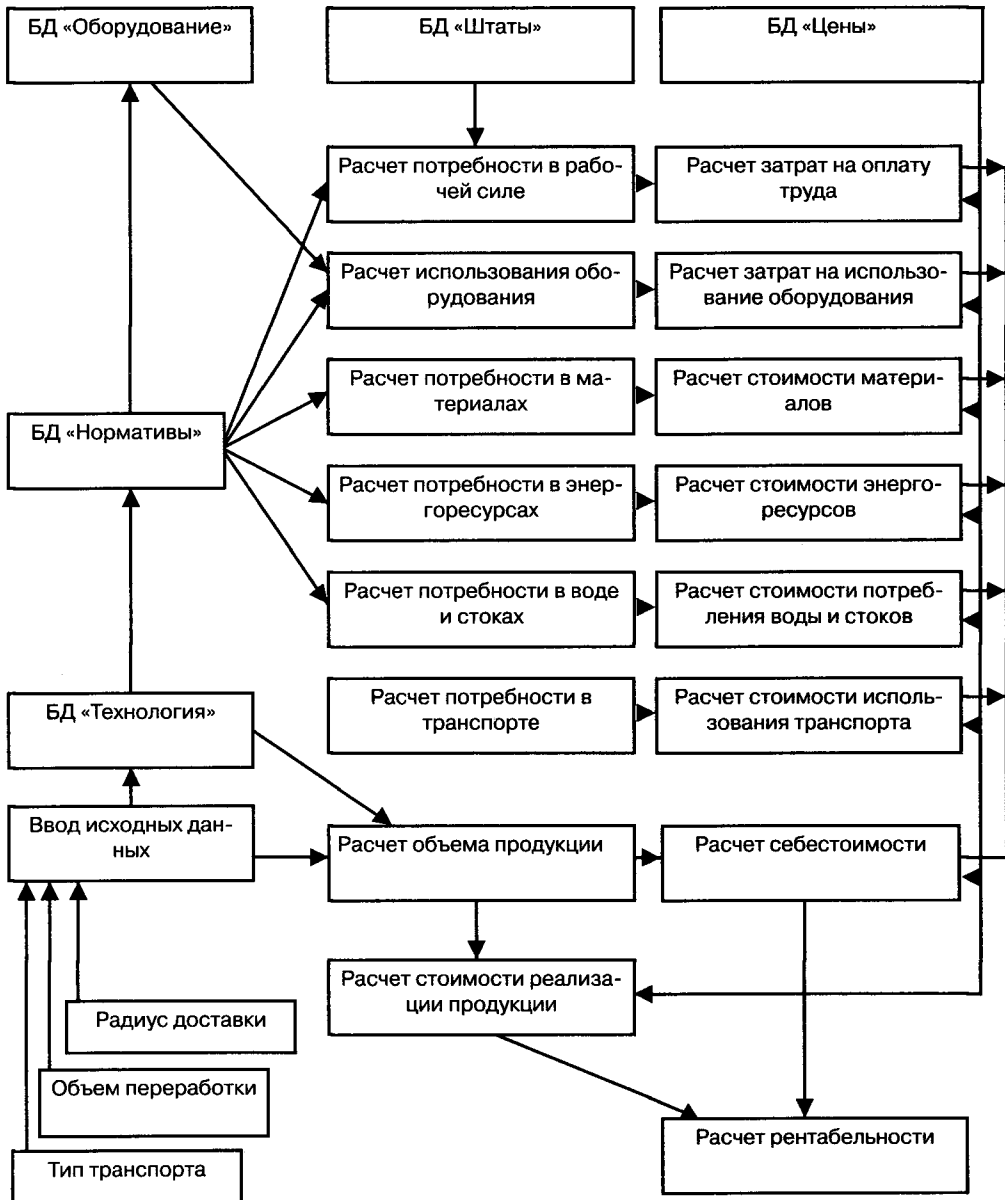 БД «Оборудование»
БД «Штаты»
БД «Цены»
Расчет потребности в рабо-
чей силе
Расчет затрат на оплату
труда
Расчет использования обо-
рудования
Расчет затрат на использо-
вание оборудования
Расчет потребности в ма-
териалах
Расчет стоимости матери-
алов
БД «Нормативы»
Расчет потребности в энер-
горесурсах
Расчет стоимости энерго-
ресурсов
Расчет потребности в воде
и стоках
Расчет стоимости потреб-
ления воды и стоков
БД «Технология»
Расчет потребности в
транспорте
Расчет стоимости исполь-
зования транспорта
Ввод исходных дан-
ных
Расчет объема продукции
Расчет себестоимости
Расчет стоимости реализа-
ции продукции
Радиус доставки
Объем переработки
Тип транспорта
Расчет рентабельности